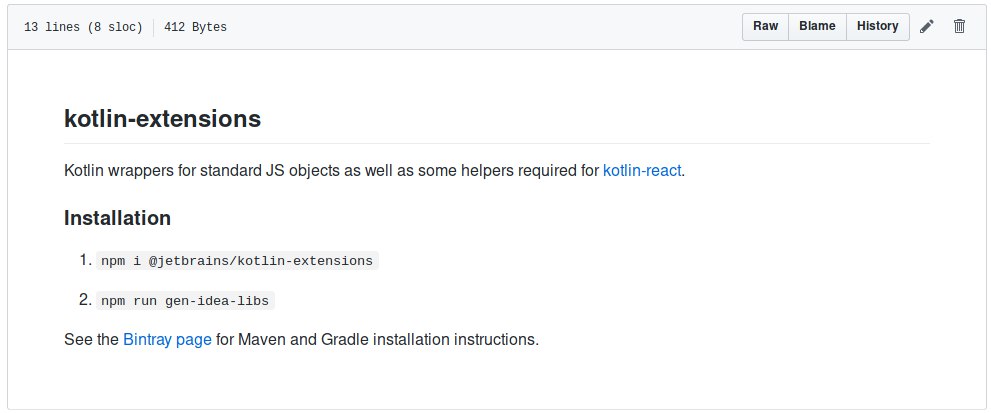 13 lines (8 sloc) 412 Bytes Raw Blame History
kotlin-extensions
Kotlin wrappers for standard JS objects as well as some helpers required for kotlin-react.
Installation
1. npm i @jetbrains/kotlin-extensions
2. npm run gen-idea-libs
See the Bintray page for Maven and Gradle installation instructions.